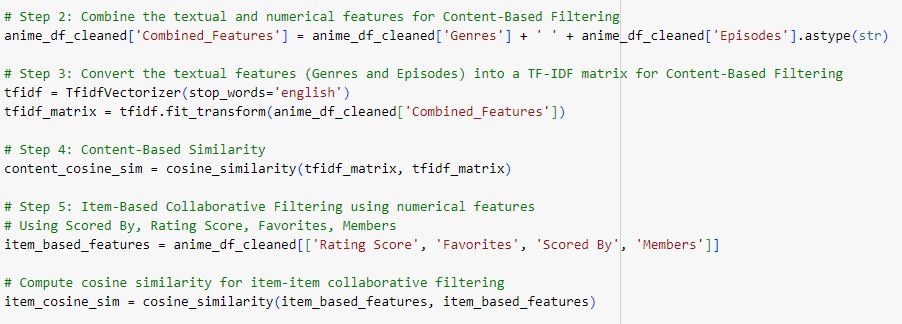 # Step 2: Combine the textual and numerical features for Content-Based Filtering
anime_df_cleaned['Combined_Features'] = anime_df_cleaned['Genres'] + ' ' + anime_df_cleaned['Episodes'].astype(str)
# Step 3: Convert the textual features (Genres and Episodes) into a TF-IDF matrix for Content-Based Filtering
tfidf = TfidfVectorizer(stop_words='english')
tfidf_matrix = tfidf.fit_transform(anime_df_cleaned['Combined_Features'])
# Step 4: Content-Based Similarity
content_cosine_sim = cosine_similarity(tfidf_matrix, tfidf_matrix)
# Step 5: Item-Based Collaborative Filtering using numerical features
# Using Scored By, Rating Score, Favorites, Members
item_based_features = anime_df_cleaned[['Rating Score', 'Favorites', 'Scored By', 'Members']]
# Compute cosine similarity for item-item collaborative filtering
item_cosine_sim = cosine_similarity(item_based_features, item_based_features)